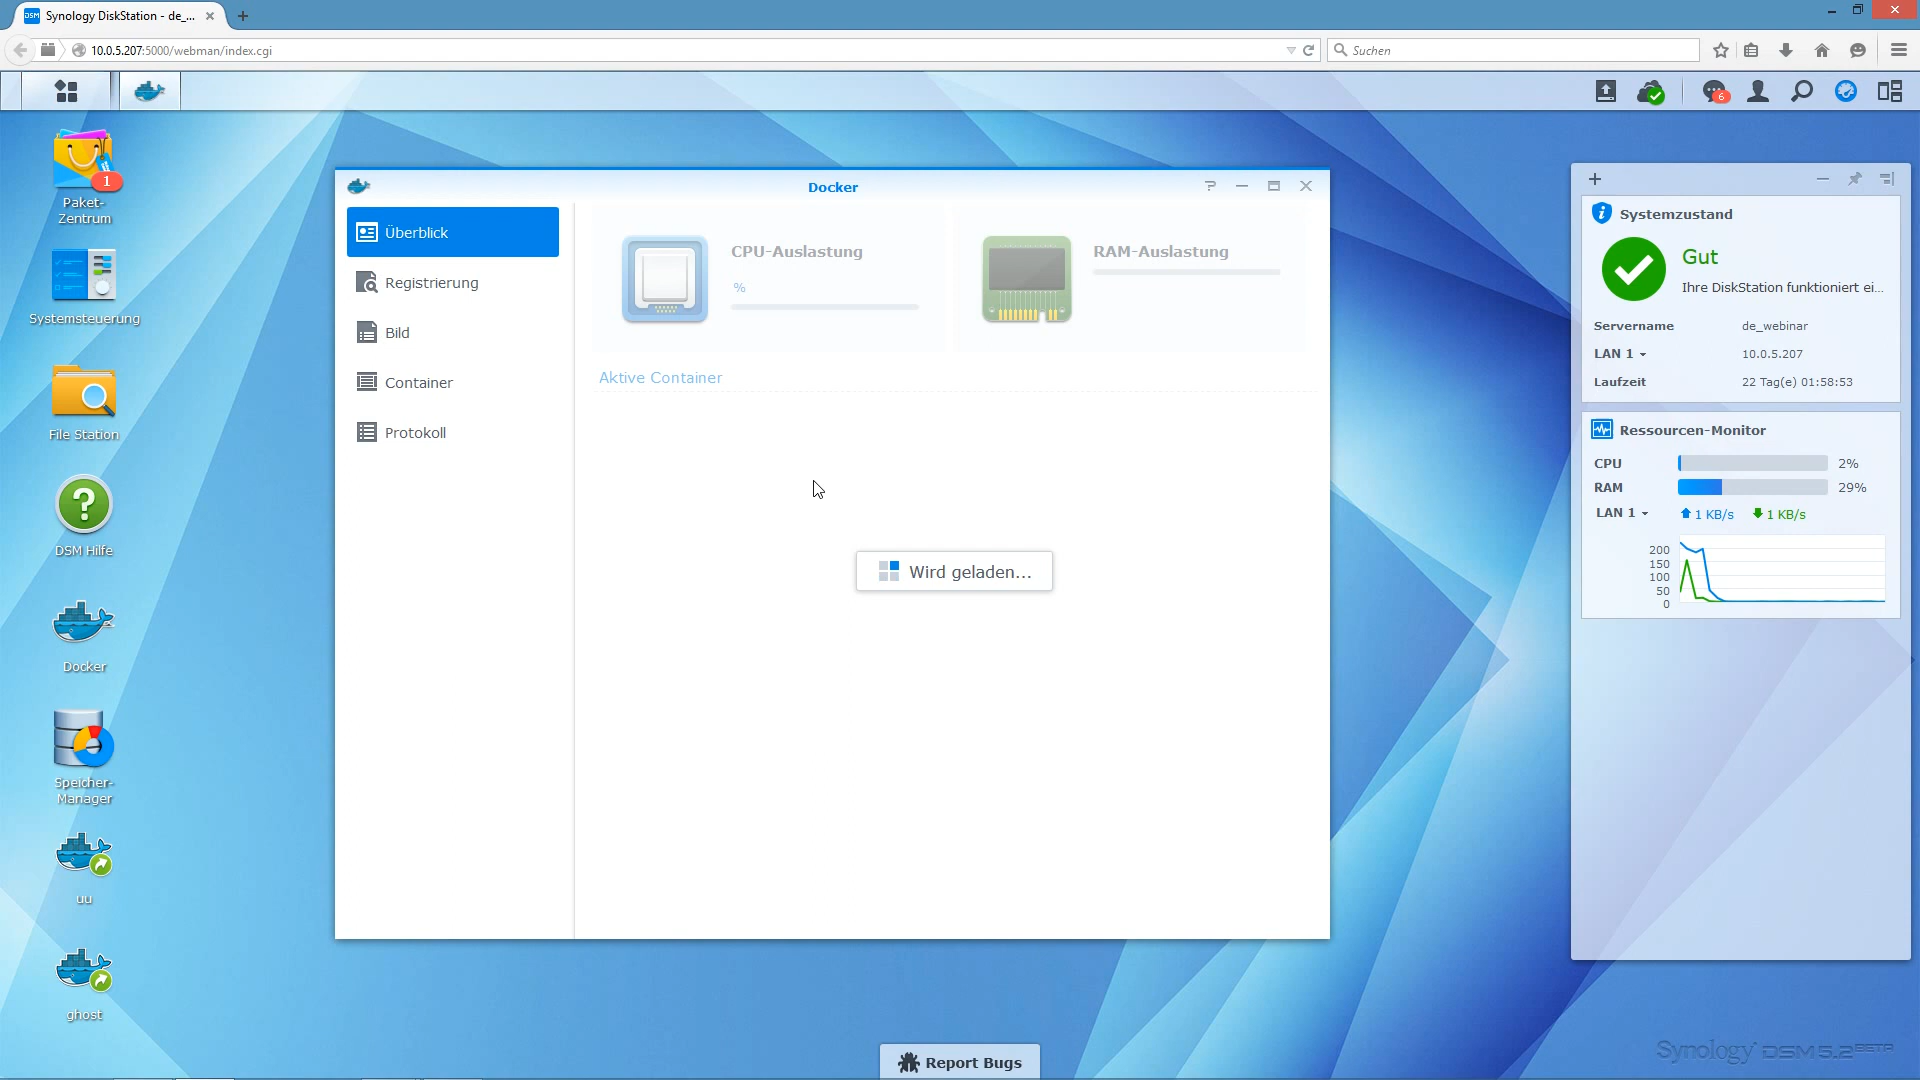 DSM Synology DiskStation - de_...
10.0.5.207:5000/webman/index.cgi
Suchen
6
1
Paket-
Zentrum
Systemsteuerung
File Station
?
DSM Hilfe
Docker
Speicher-
Manager
uu
ghost
Docker
?
Überblick
Registrierung
Bild
Container
Protokoll
CPU-Auslastung
%
RAM-Auslastung
Aktive Container
Wird geladen...
Systemzustand
Gut
Ihre DiskStation funktioniert ei...
Servername de_webinar
LAN 1 10.0.5.207
Laufzeit 22 Tag(e) 01:58:53
Ressourcen-Monitor
CPU 2%
RAM 29%
LAN 1 1 KB/s 1 KB/s
200
150
100
50
0
Report Bugs
Synology DSM 5.2 BETA